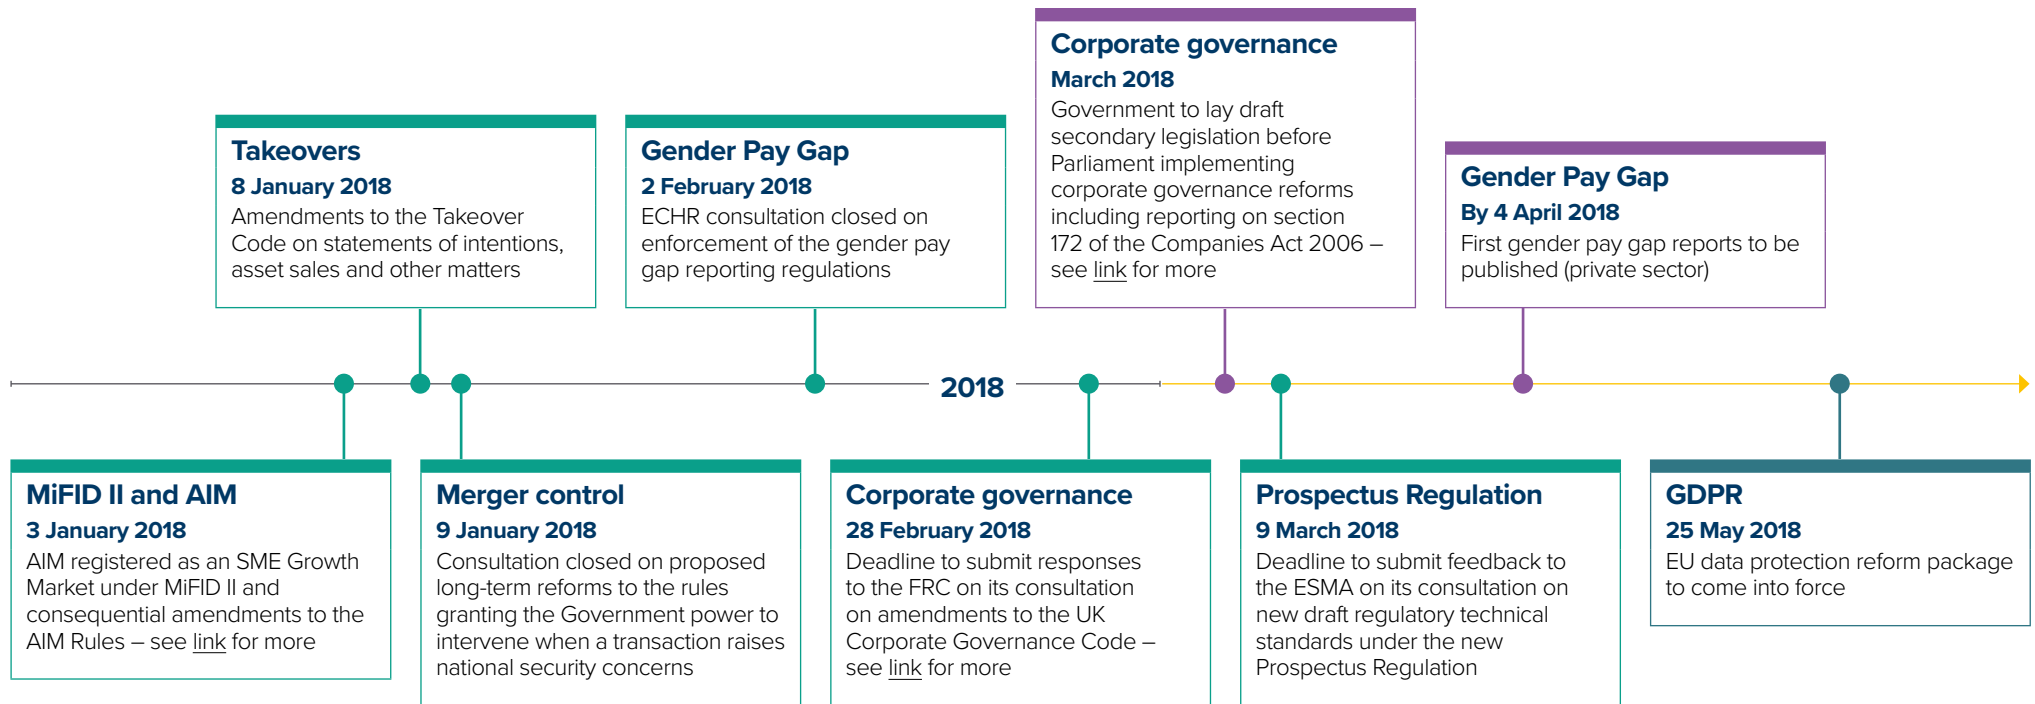 Corporate governance
March 2018
Government to lay draft
secondary legislation before
Parliament implementing
corporate governance reforms
including reporting on section
172 of the Companies Act 2006 –
see link for more
Takeovers
8 January 2018
Amendments to the Takeover
Code on statements of intentions,
asset sales and other matters
Gender Pay Gap
2 February 2018
ECHR consultation closed on
enforcement of the gender pay
gap reporting regulations
Gender Pay Gap
By 4 April 2018
First gender pay gap reports to be
published (private sector)
2018
MiFID II and AIM
3 January 2018
AIM registered as an SME Growth
Market under MiFID II and
consequential amendments to the
AIM Rules – see link for more
Merger control
9 January 2018
Consultation closed on proposed
long-term reforms to the rules
granting the Government power to
intervene when a transaction raises
national security concerns
Corporate governance
28 February 2018
Deadline to submit responses
to the FRC on its consultation
on amendments to the UK
Corporate Governance Code –
see link for more
Prospectus Regulation
9 March 2018
Deadline to submit feedback to
the ESMA on its consultation on
new draft regulatory technical
standards under the new
Prospectus Regulation
GDPR
25 May 2018
EU data protection reform package
to come into force